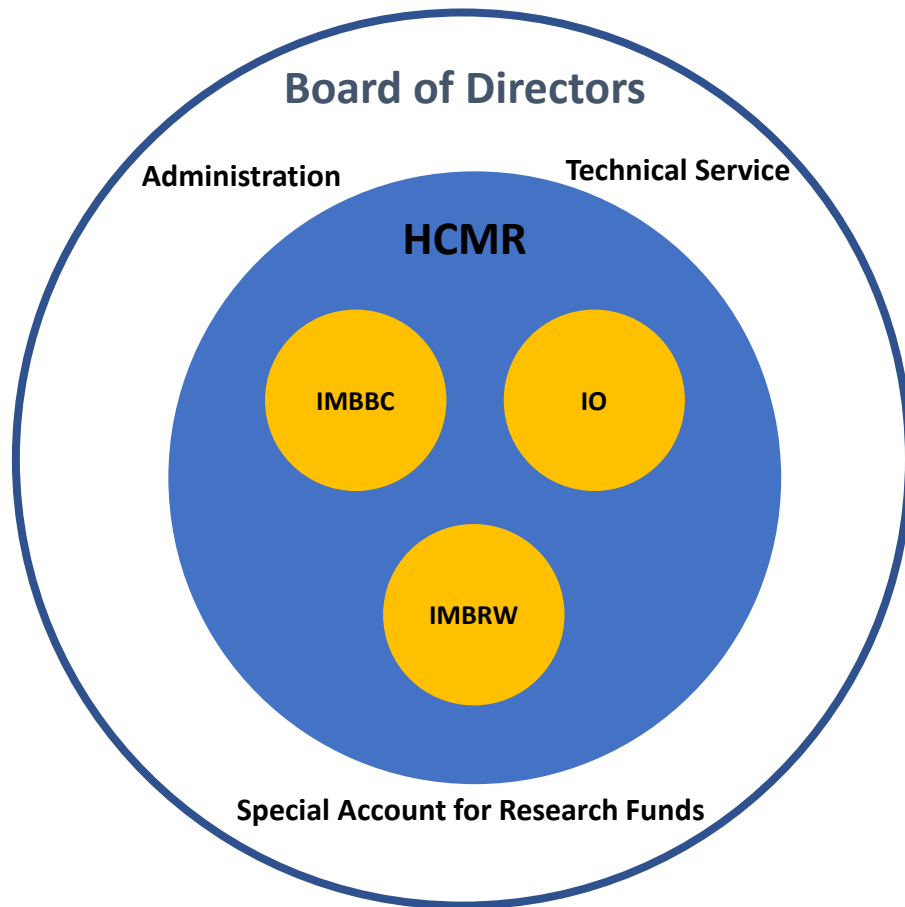 Board of Directors
Administration
Technical Service
HCMR
IMBBC
IO
IMBRW
Special Account for Research Funds